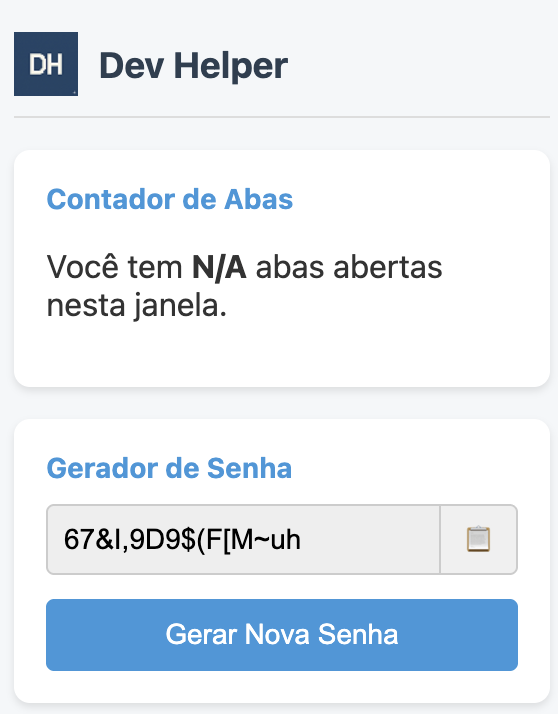 DH
Dev Helper
Contador de Abas
Você tem N/A abas abertas
nesta janela.
Gerador de Senha
67&I,9D9$(F[M~uh
Gerar Nova Senha